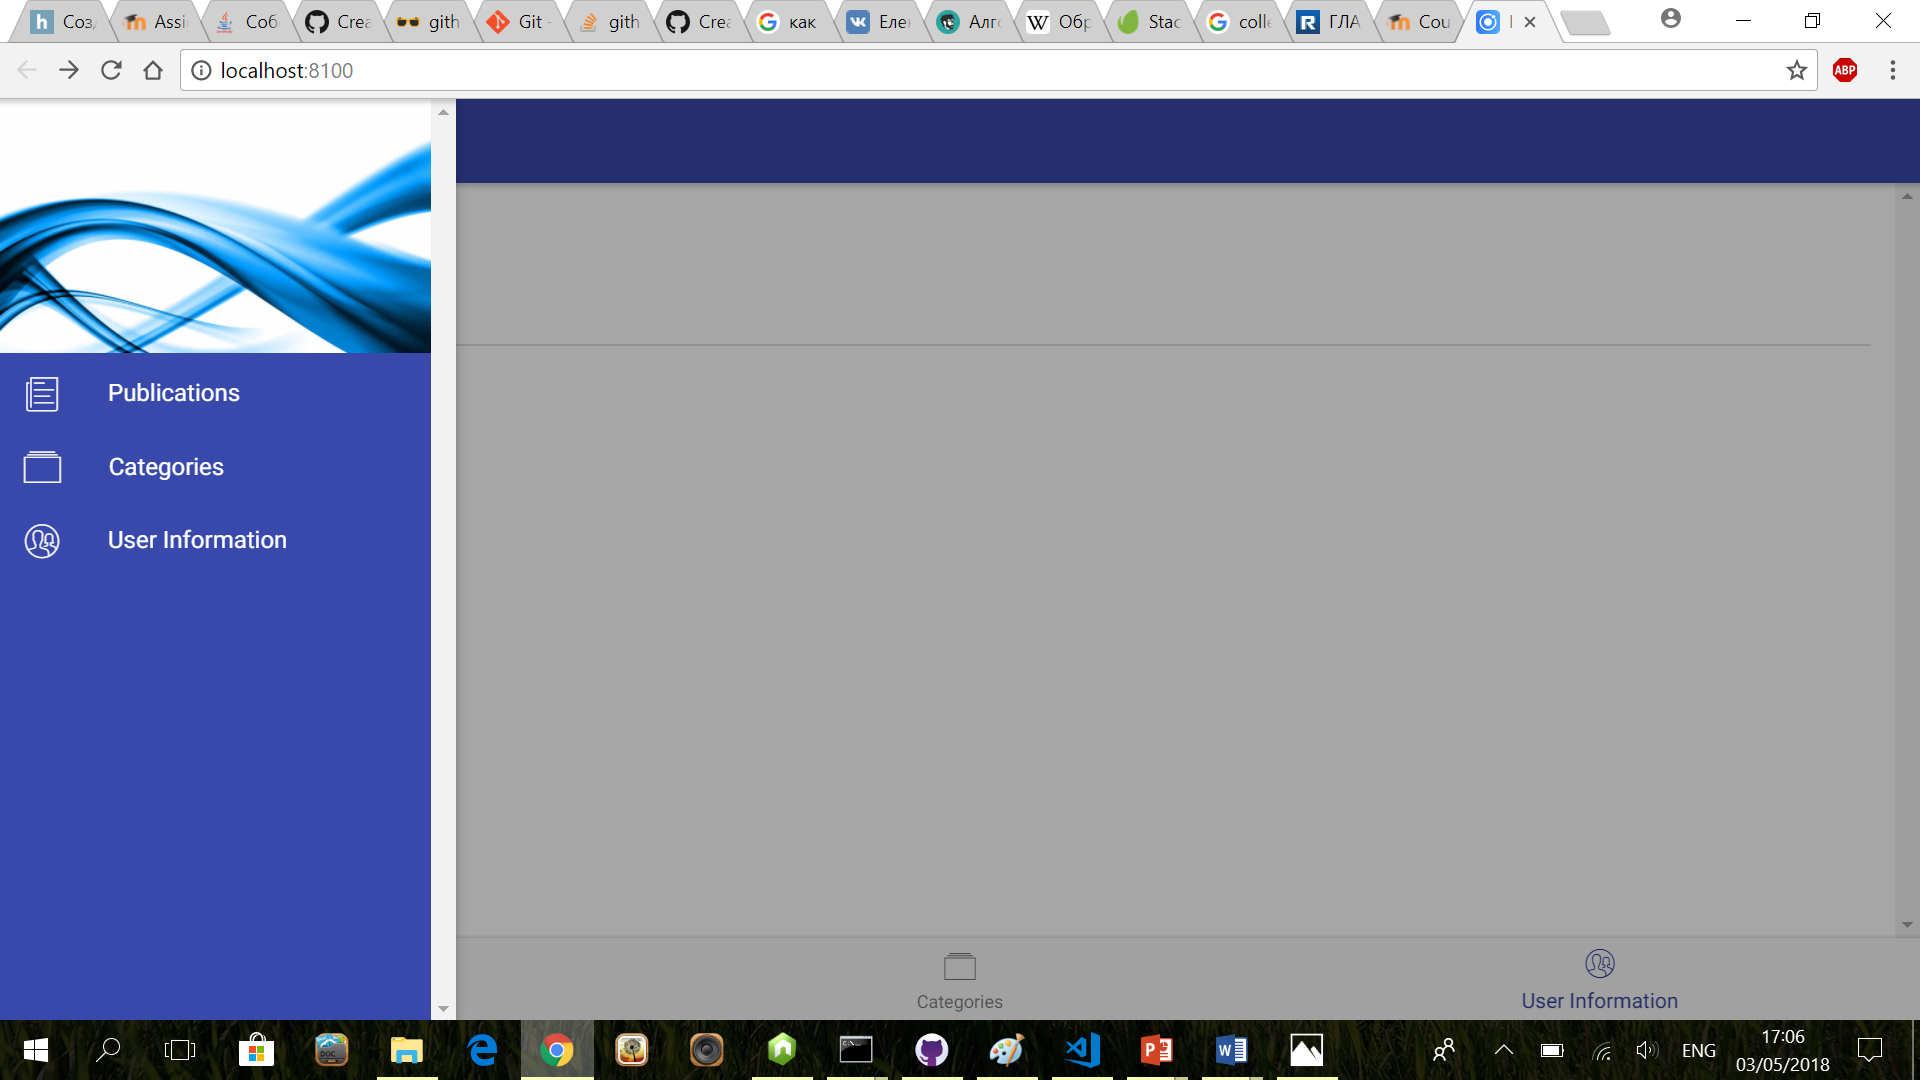 Соз Assi Соб Crea gith Git - gith Crea как Елен Алго Обр Stac colle ГЛА Cou
localhost:8100
ABP
Publications
Categories
User Information
Categories
User Information
ENG
17:06
03/05/2018